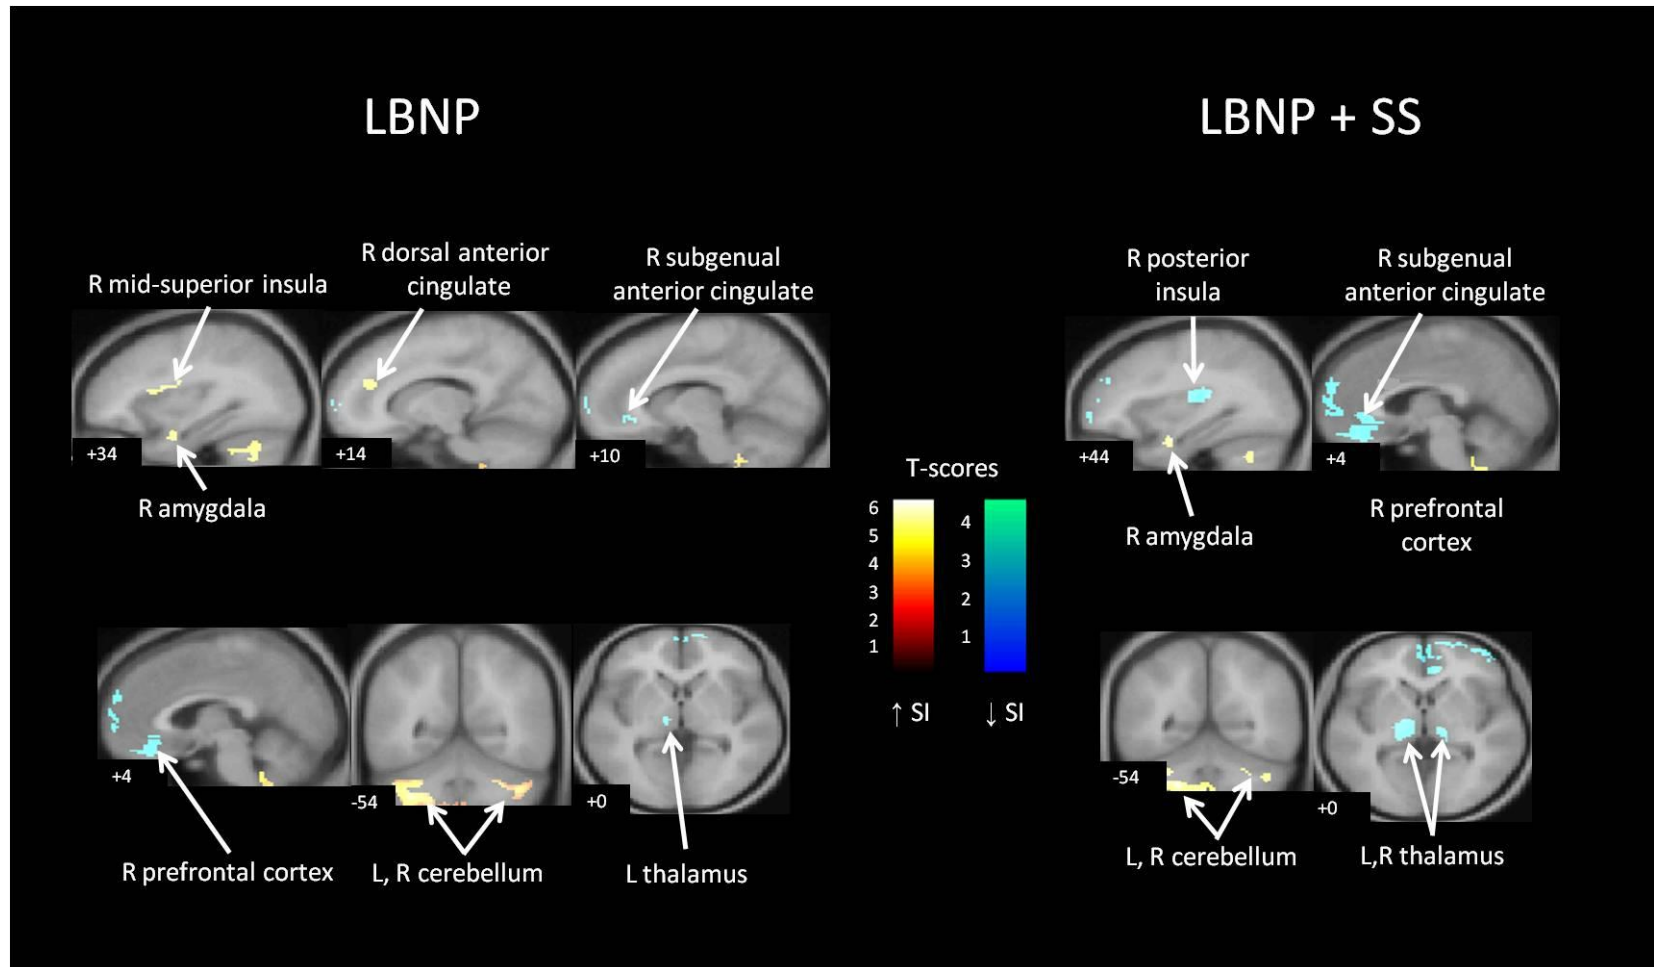 LBNP
LBNP + SS
R mid-superior insula
R dorsal anterior
cingulate
R subgenual
anterior cingulate
+34
+14
+10
R amygdala
R posterior
insula
R subgenual
anterior cingulate
+44
+4
R amygdala
R prefrontal
cortex
T-scores
6
5
4
3
2
1
4
3
2
1
↑ SI
↓ SI
+4
-54
+0
R prefrontal cortex
L, R cerebellum
L thalamus
-54
+0
L, R cerebellum
L,R thalamus